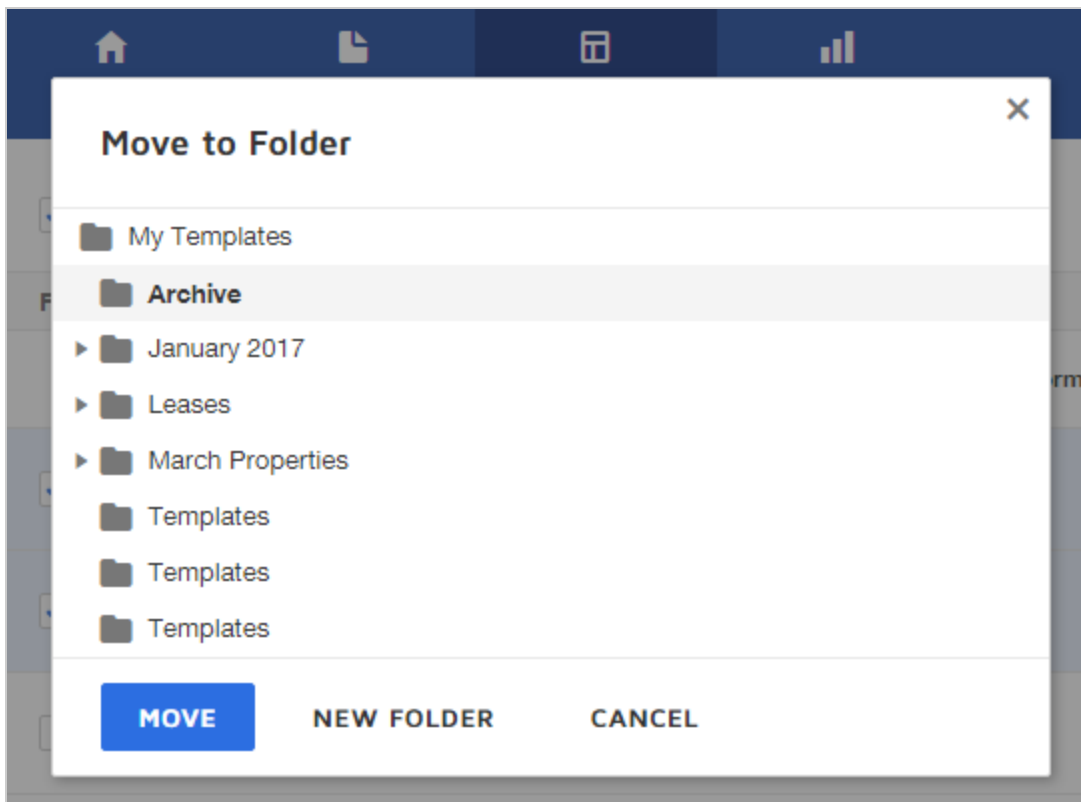 Move to Folder
My Templates
Archive
January 2017
Leases
March Properties
Templates
Templates
Templates
MOVE NEW FOLDER CANCEL